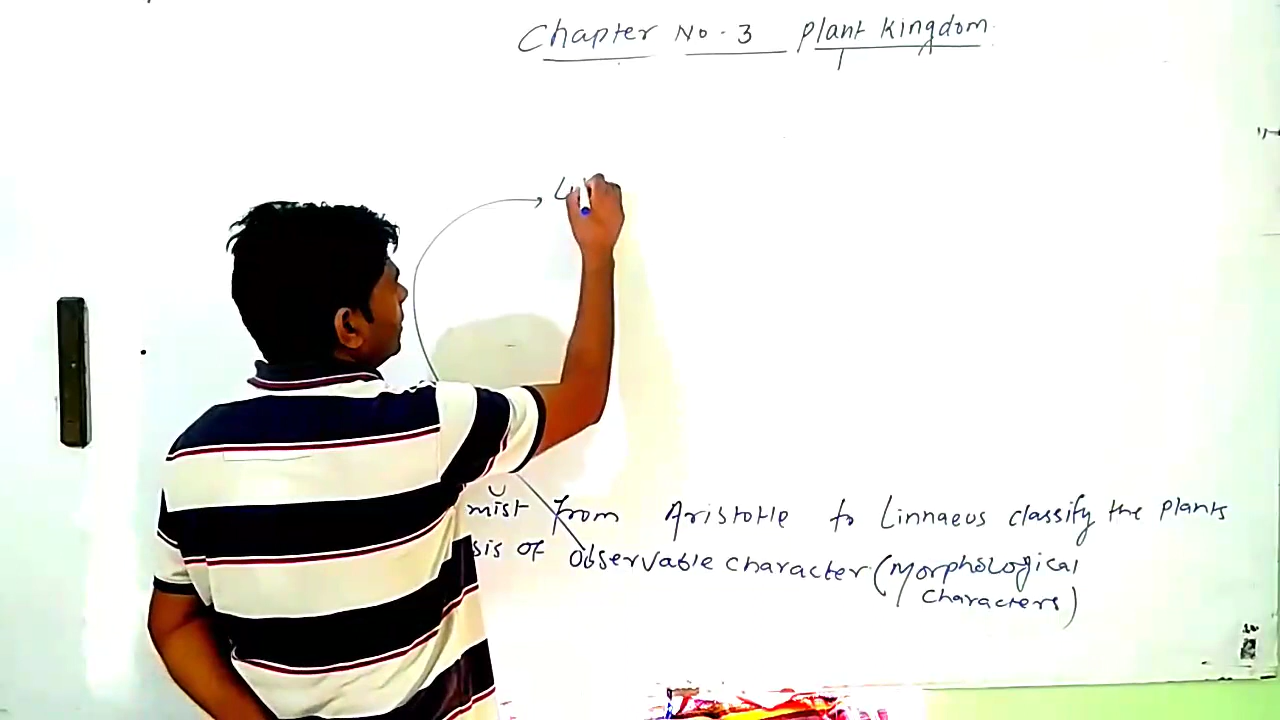 Chapter No. 3 Plant Kingdom
mist from Aristotle to Linnaeus classify the plants
sis of observable character (Morphological
characters)